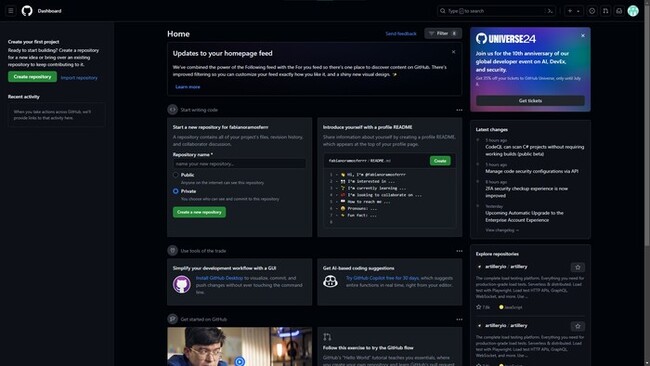 Dashboard
Type / to search
Create your first project
Ready to start building? Create a repository
for a new idea or bring over an existing
repository to keep contributing to it.
Create repository
Import repository
Recent activity
When you take actions across GitHub, we'll
provide links to that activity here.
Home
Send feedback
Filter
Updates to your homepage feed
We've combined the power of the Following feed with the For you feed so there's one place to discover content on GitHub. There's
improved filtering so you can customize your feed exactly how you like it, and a shiny new visual design. ✨
Learn more
Start writing code
Start a new repository for fabianoramosferrr
A repository contains all of your project's files, revision history,
and collaborator discussion.
Repository name *
name your new repository...
Public
Anyone on the internet can see this repository
Private
You choose who can see and commit to this repository
Create a new repository
Introduce yourself with a profile README
Share information about yourself by creating a profile README,
which appears at the top of your profile page.
fabianoramosferrr / README.md
Create
1 - 👋 Hi, I'm @fabianoramosferrr
2 - 👀 I'm interested in ...
3 - 🌱 I'm currently learning ...
4 - 💞️ I'm looking to collaborate on ...
5 - 📫 How to reach me ...
6 - 😄 Pronouns: ...
7 - ⚡ Fun fact: ...
8
Use tools of the trade
Simplify your development workflow with a GUI
Install GitHub Desktop to visualize, commit, and
push changes without ever touching the command
line.
Get AI-based coding suggestions
Try GitHub Copilot free for 30 days, which suggests
entire functions in real time, right from your editor.
Get started on GitHub
Follow this exercise to try the GitHub flow
GitHub's "Hello World" tutorial teaches you essentials, where
you create your own repository and learn GitHub's pull request
UNIVERSE24
Join us for the 10th anniversary of our
global developer event on AI, DevEx,
and security.
Get 35% off your tickets to GitHub Universe, only until July
Get tickets
Latest changes
5 hours ago
CodeQL can scan C# projects without requiring
working builds (public beta)
Manage code security configurations via API
2FA security checkup experience is now
improved
Yesterday
Upcoming Automatic Upgrade to the
Enterprise Account Experience
View changelog →
Explore repositories
artilleryio / artillery
The complete load testing platform. Everything you need for
production-grade load tests. Serverless & distributed. Load
test with Playwright. Load test HTTP APIs, GraphQL,
WebSocket, and more. Use ...
JavaScript
artilleryio / artillery
The complete load testing platform. Everything you need for
production-grade load tests. Serverless & distributed. Load
test with Playwright. Load test HTTP APIs, GraphQL,
WebSocket, and more. Use ...